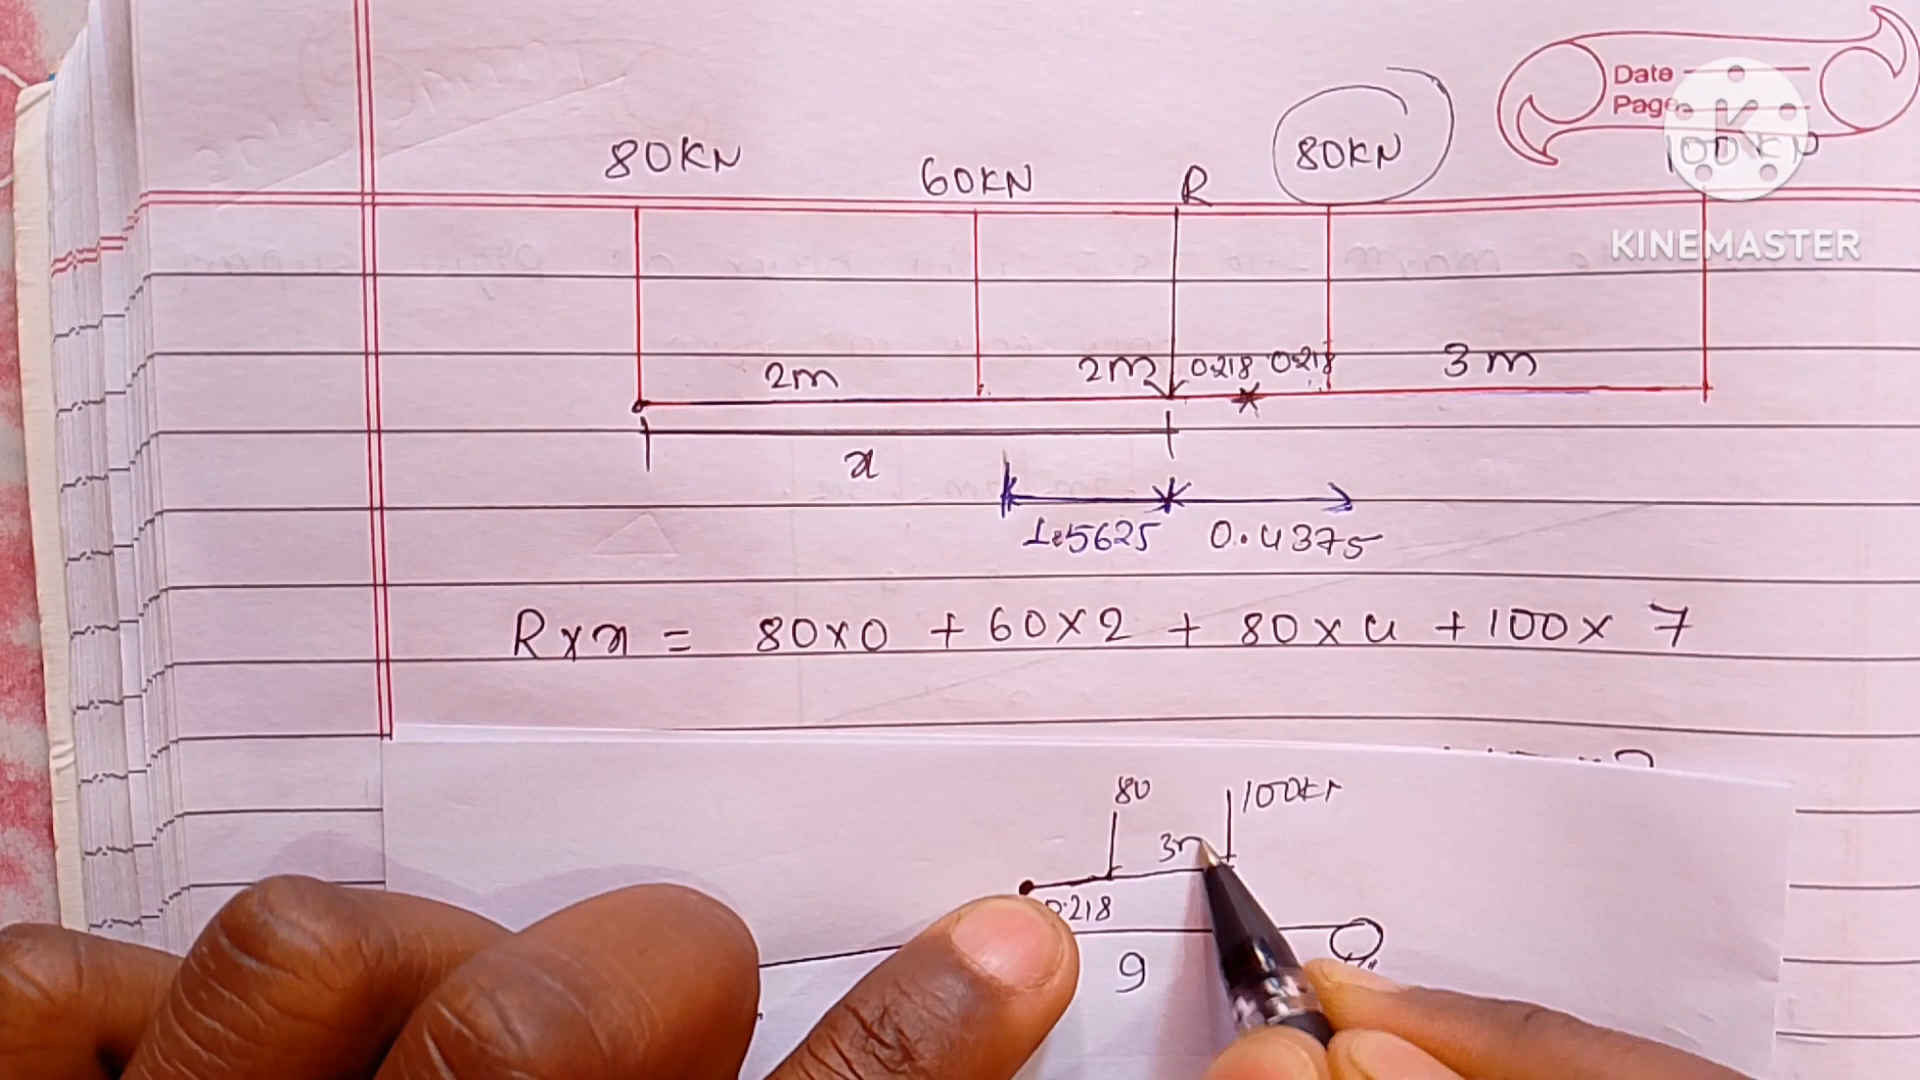 Date
Page
80KN 60KN R 80KN 100KN
KINEMASTER
2m 2m 0.218 0.218 3m
x
1.5625 0.4375
R x x = 80x0 + 60x2 + 80x4 + 100x 7
80 100KN
3m
0.218
9